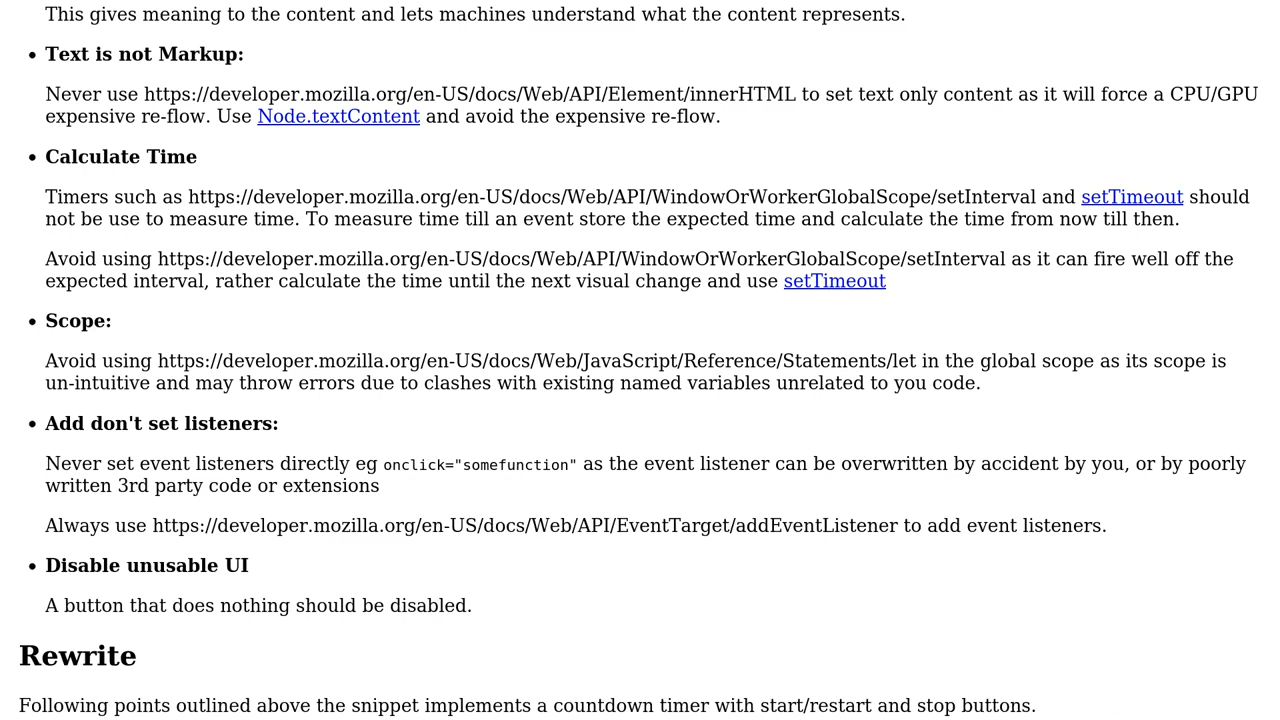 This gives meaning to the content and lets machines understand what the content represents.
• Text is not Markup:
Never use https://developer.mozilla.org/en-US/docs/Web/API/Element/innerHTML to set text only content as it will force a CPU/GPU
expensive re-flow. Use Node.textContent and avoid the expensive re-flow.
• Calculate Time
Timers such as https://developer.mozilla.org/en-US/docs/Web/API/WindowOrWorkerGlobalScope/setInterval and setTimeout should
not be use to measure time. To measure time till an event store the expected time and calculate the time from now till then.
Avoid using https://developer.mozilla.org/en-US/docs/Web/API/WindowOrWorkerGlobalScope/setInterval as it can fire well off the
expected interval, rather calculate the time until the next visual change and use setTimeout
• Scope:
Avoid using https://developer.mozilla.org/en-US/docs/Web/JavaScript/Reference/Statements/let in the global scope as its scope is
un-intuitive and may throw errors due to clashes with existing named variables unrelated to you code.
• Add don't set listeners:
Never set event listeners directly eg onclick="somefunction" as the event listener can be overwritten by accident by you, or by poorly
written 3rd party code or extensions
Always use https://developer.mozilla.org/en-US/docs/Web/API/EventTarget/addEventListener to add event listeners.
• Disable unusable UI
A button that does nothing should be disabled.
Rewrite
Following points outlined above the snippet implements a countdown timer with start/restart and stop buttons.